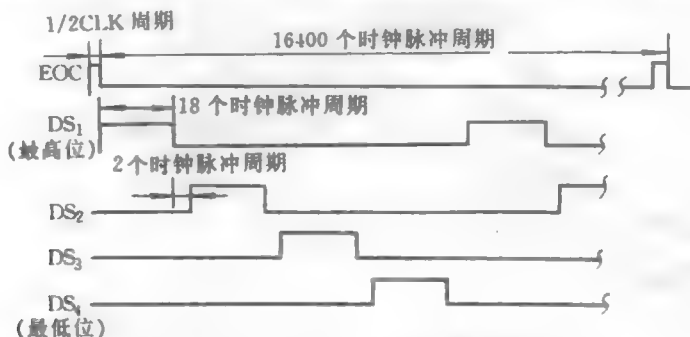 1/2CLK 周期
16400 个时钟脉冲周期
EOC
18 个时钟脉冲周期
DS₁
(最高位)
2个时钟脉冲周期
DS₂
DS₃
DS₄
(最低位)